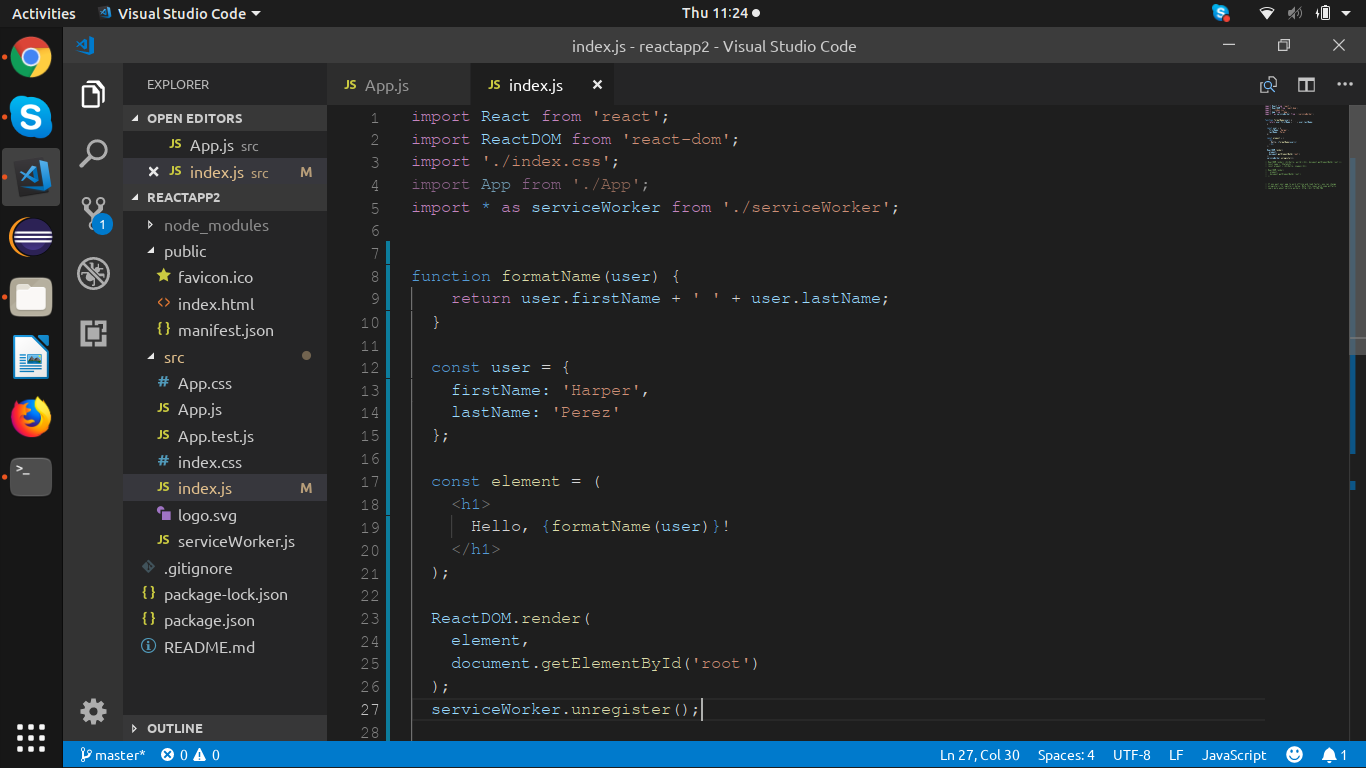 Activities Visual Studio Code Thu 11:24
index.js - reactapp2 - Visual Studio Code
EXPLORER
OPEN EDITORS
JS App.js src
JS index.js src M
REACTAPP2
node_modules
public
favicon.ico
<> index.html
{} manifest.json
src
# App.css
JS App.js
JS App.test.js
# index.css
JS index.js M
logo.svg
JS serviceWorker.js
.gitignore
{} package-lock.json
{} package.json
README.md
OUTLINE
1
JS App.js JS index.js
1 import React from 'react';
2 import ReactDOM from 'react-dom';
3 import './index.css';
4 import App from './App';
5 import * as serviceWorker from './serviceWorker';
6
7
8 function formatName(user) {
9 return user.firstName + ' ' + user.lastName;
10 }
11
12 const user = {
13 firstName: 'Harper',
14 lastName: 'Perez'
15 };
16
17 const element = (
18 <h1>
19 Hello, {formatName(user)}!
20 </h1>
21 );
22
23 ReactDOM.render(
24 element,
25 document.getElementById('root')
26 );
27 serviceWorker.unregister();
28
master* 0 0 Ln 27, Col 30 Spaces: 4 UTF-8 LF JavaScript 1